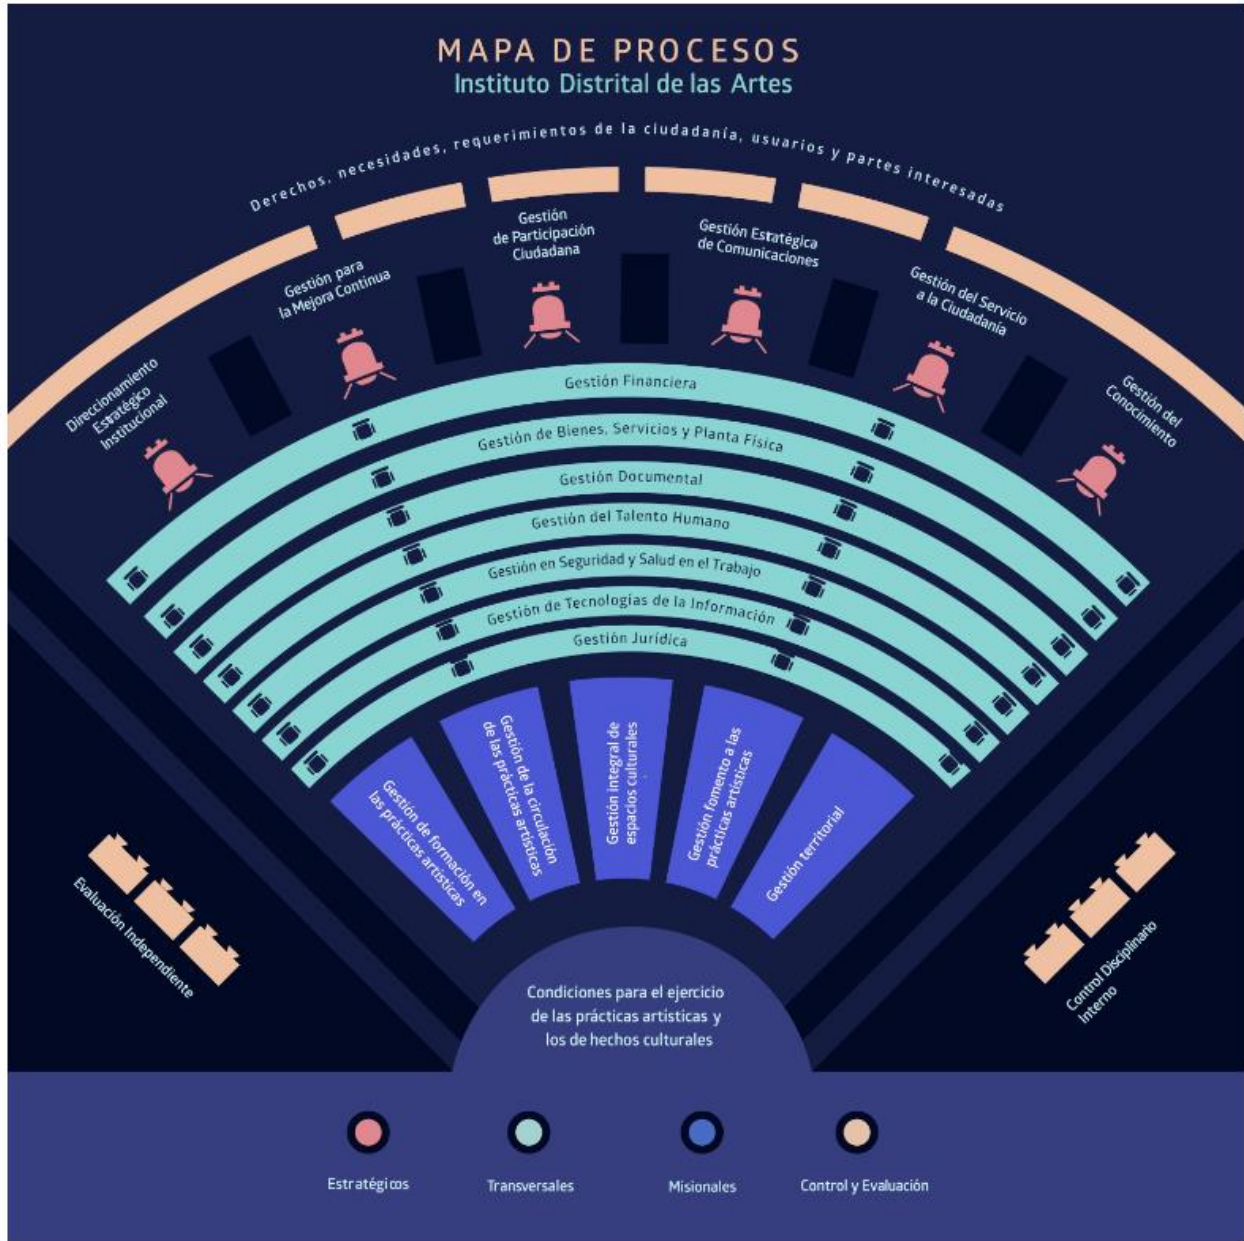 MAPA DE PROCESOS
Instituto Distrital de las Artes
Derechos, necesidades, requerimientos de la ciudadanía, usuarios y partes interesadas
Direccionamiento
Estratégico
Institucional
Gestión para
la Mejora Continua
Gestión
de Participación
Ciudadana
Gestión Estratégica
de Comunicaciones
Gestión del Servicio
a la Ciudadanía
Gestión del
Conocimiento
Gestión Financiera
Gestión de Bienes, Servicios y Planta Física
Gestión Documental
Gestión del Talento Humano
Gestión en Seguridad y Salud en el Trabajo
Gestión de Tecnologías de la Información
Gestión Jurídica
Gestión de formación en
las prácticas artísticas
Gestión de la circulación
de las prácticas artísticas
Gestión integral de
espacios culturales
Gestión fomento a las
prácticas artísticas
Gestión territorial
Evaluación Independiente
Control Disciplinario
Interno
Condiciones para el ejercicio
de las prácticas artísticas y
los de hechos culturales
Estratégicos
Transversales
Misionales
Control y Evaluación